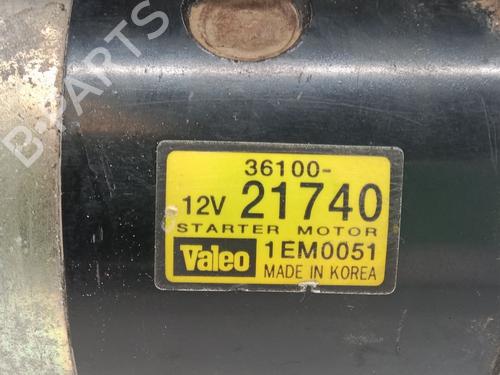 B-PARTS
36100-
12V 21740
STARTER MOTOR
Valeo 1EM0051
MADE IN KOREA